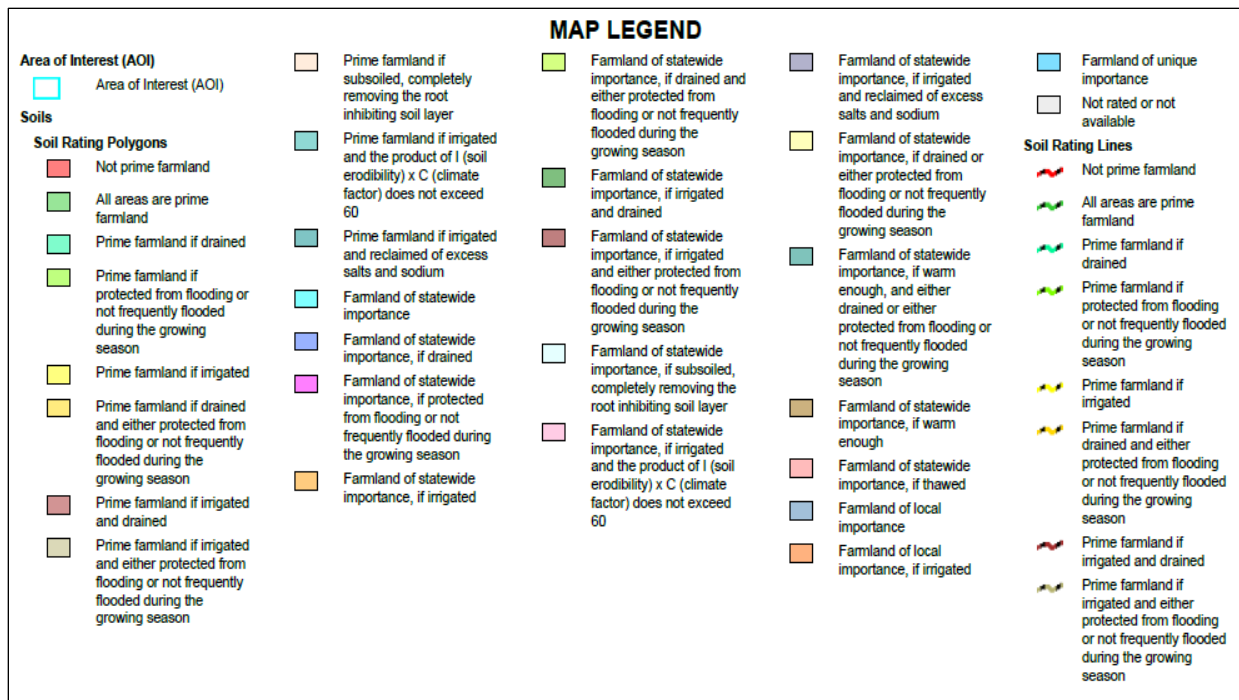 MAP LEGEND
Area of Interest (AOI)
Area of Interest (AOI)
Soils
Soil Rating Polygons
Not prime farmland
All areas are prime
farmland
Prime farmland if drained
Prime farmland if
protected from flooding or
not frequently flooded
during the growing
season
Prime farmland if irrigated
Prime farmland if drained
and either protected from
flooding or not frequently
flooded during the
growing season
Prime farmland if irrigated
and drained
Prime farmland if irrigated
and either protected from
flooding or not frequently
flooded during the
growing season
Prime farmland if
subsoiled, completely
removing the root
inhibiting soil layer
Prime farmland if irrigated
and the product of I (soil
erodibility) x C (climate
factor) does not exceed
60
Prime farmland if irrigated
and reclaimed of excess
salts and sodium
Farmland of statewide
importance
Farmland of statewide
importance, if drained
Farmland of statewide
importance, if protected
from flooding or not
frequently flooded during
the growing season
Farmland of statewide
importance, if irrigated
Farmland of statewide
importance, if drained and
either protected from
flooding or not frequently
flooded during the
growing season
Farmland of statewide
importance, if irrigated
and drained
Farmland of statewide
importance, if irrigated
and either protected from
flooding or not frequently
flooded during the
growing season
Farmland of statewide
importance, if subsoiled,
completely removing the
root inhibiting soil layer
Farmland of statewide
importance, if irrigated
and the product of I (soil
erodibility) x C (climate
factor) does not exceed
60
Farmland of statewide
importance, if irrigated
and reclaimed of excess
salts and sodium
Farmland of statewide
importance, if drained or
either protected from
flooding or not frequently
flooded during the
growing season
Farmland of statewide
importance, if warm
enough, and either
drained or either
protected from flooding or
not frequently flooded
during the growing
season
Farmland of statewide
importance, if warm
enough
Farmland of statewide
importance, if thawed
Farmland of local
importance
Farmland of local
importance, if irrigated
Farmland of unique
importance
Not rated or not
available
Soil Rating Lines
Not prime farmland
All areas are prime
farmland
Prime farmland if
drained
Prime farmland if
protected from flooding
or not frequently flooded
during the growing
season
Prime farmland if
irrigated
Prime farmland if
drained and either
protected from flooding
or not frequently flooded
during the growing
season
Prime farmland if
irrigated and drained
Prime farmland if
irrigated and either
protected from flooding
or not frequently flooded
during the growing
season